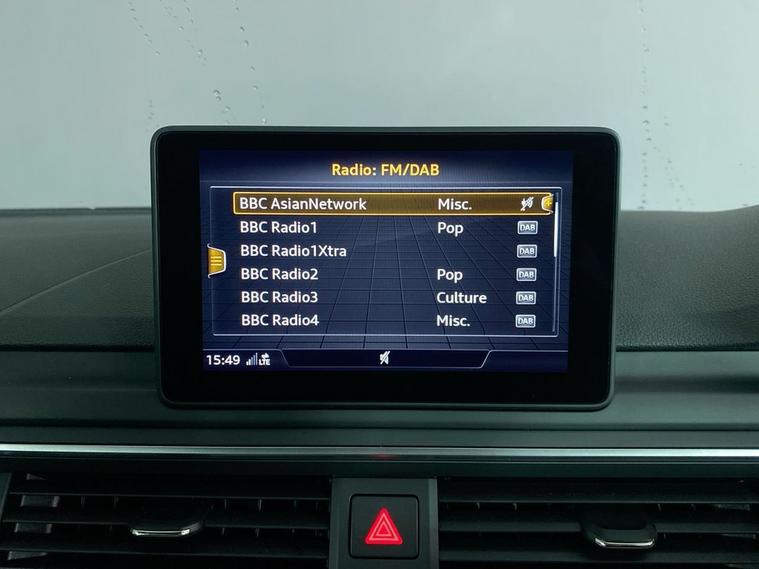 Radio: FM/DAB
BBC AsianNetwork Misc.
BBC Radio1 Pop DAB
BBC Radio1Xtra DAB
BBC Radio2 Pop DAB
BBC Radio3 Culture DAB
BBC Radio4 Misc. DAB
15:49 LTE